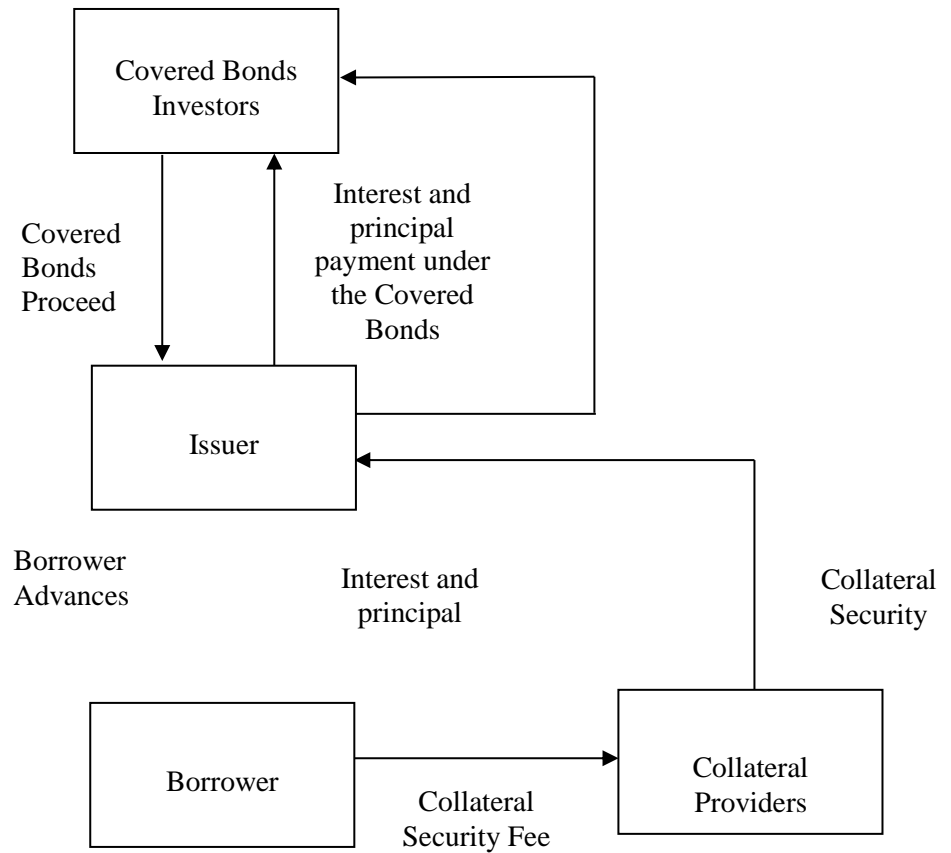 Covered Bonds
Investors
Covered
Bonds
Proceed
Interest and
principal
payment under
the Covered
Bonds
Issuer
Borrower
Advances
Interest and
principal
Collateral
Security
Borrower
Collateral
Security Fee
Collateral
Providers